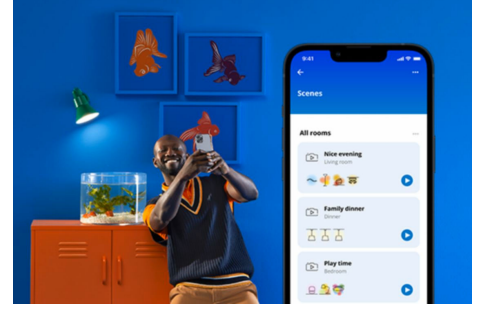 9:41
Scenes
All rooms
Nice evening
Living room
Family dinner
Dinner
Play time
Bedroom